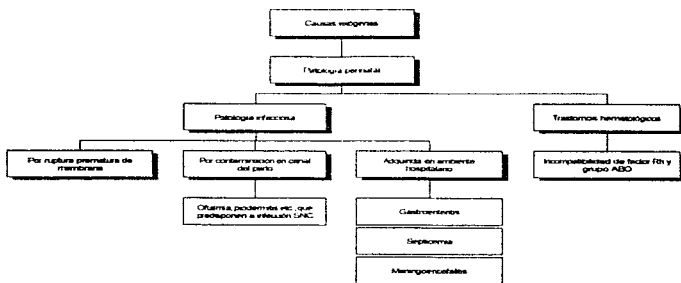 Causas exógenas
Patología perinatal
Patología infecciosa
Trastornos hematológicos
Por ruptura prematura de
membrana
Por contaminación en canal
del parto
Adquirida en ambiente
hospitalario
Incompatibilidad de factor Rh y
grupo ABO
Oftalmia, piodermitis etc., que
predisponen a infección SNC
Gastroenteritis
Septicemia
Meningoencefalitis